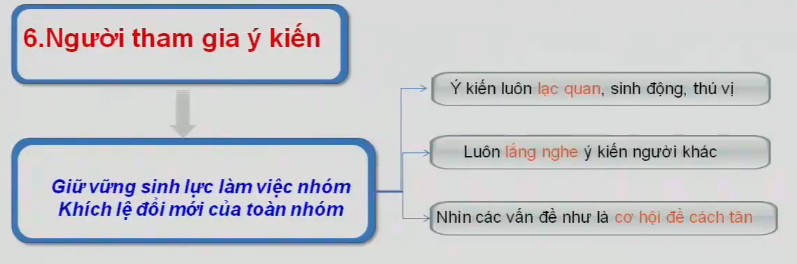 6.Người tham gia ý kiến
Ý kiến luôn lạc quan, sinh động, thú vị
Luôn lắng nghe ý kiến người khác
Giữ vững sinh lực làm việc nhóm
Khích lệ đổi mới của toàn nhóm
Nhìn các vấn đề như là cơ hội để cách tân